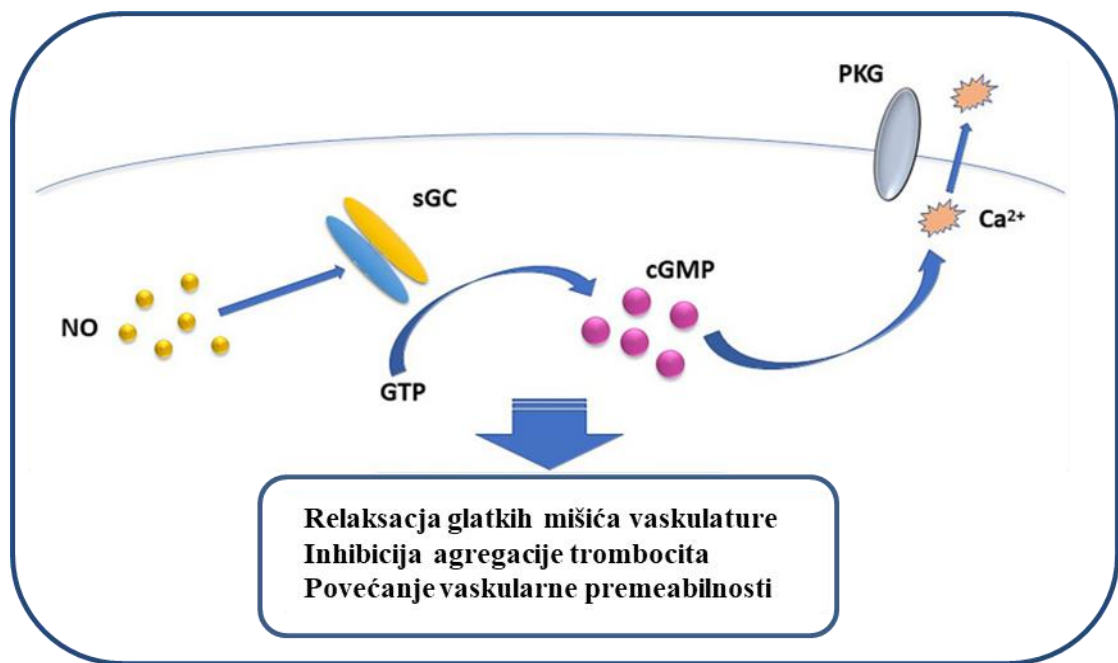 PKG
sGC
Ca²⁺
cGMP
NO
GTP
Relaksacja glatkih mišića vaskulature
Inhibicija agregacije trombocita
Povećanje vaskularne premeabilnosti